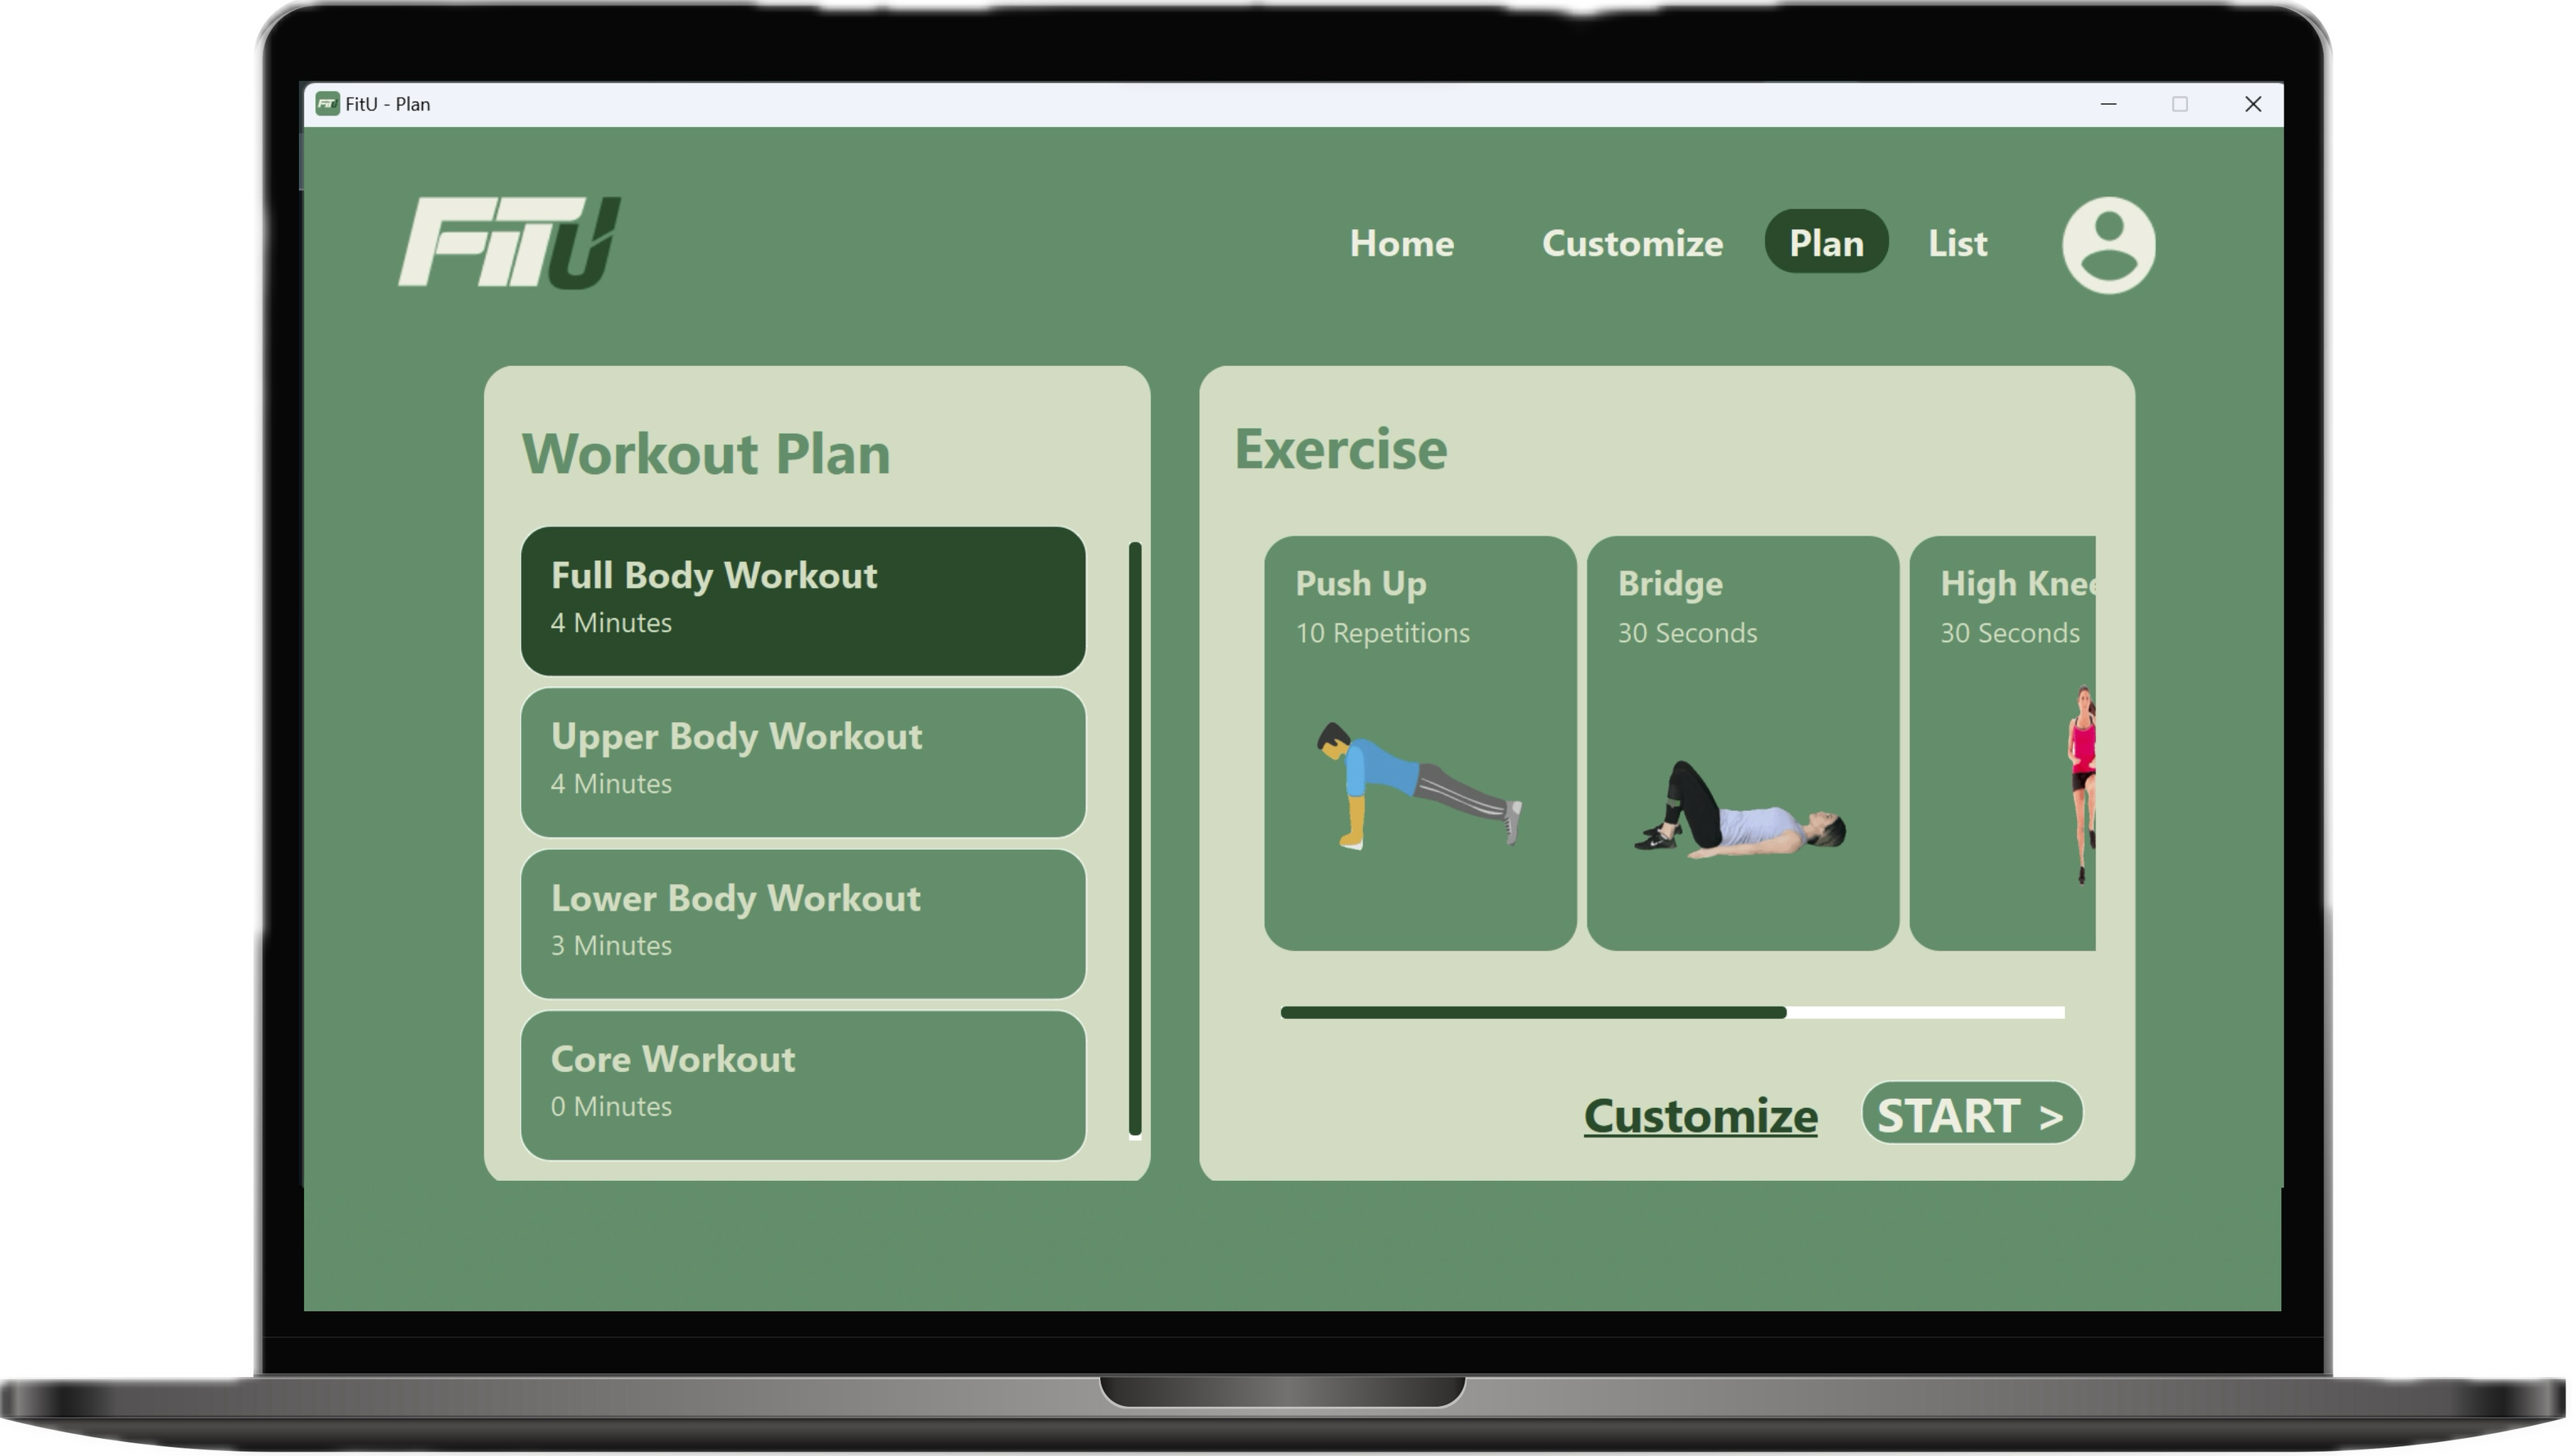 FitU - Plan
FiTU
Home Customize Plan List
Workout Plan
Full Body Workout
4 Minutes
Upper Body Workout
4 Minutes
Lower Body Workout
3 Minutes
Core Workout
0 Minutes
Exercise
Push Up
10 Repetitions
Bridge
30 Seconds
High Knee
30 Seconds
Customize
START >